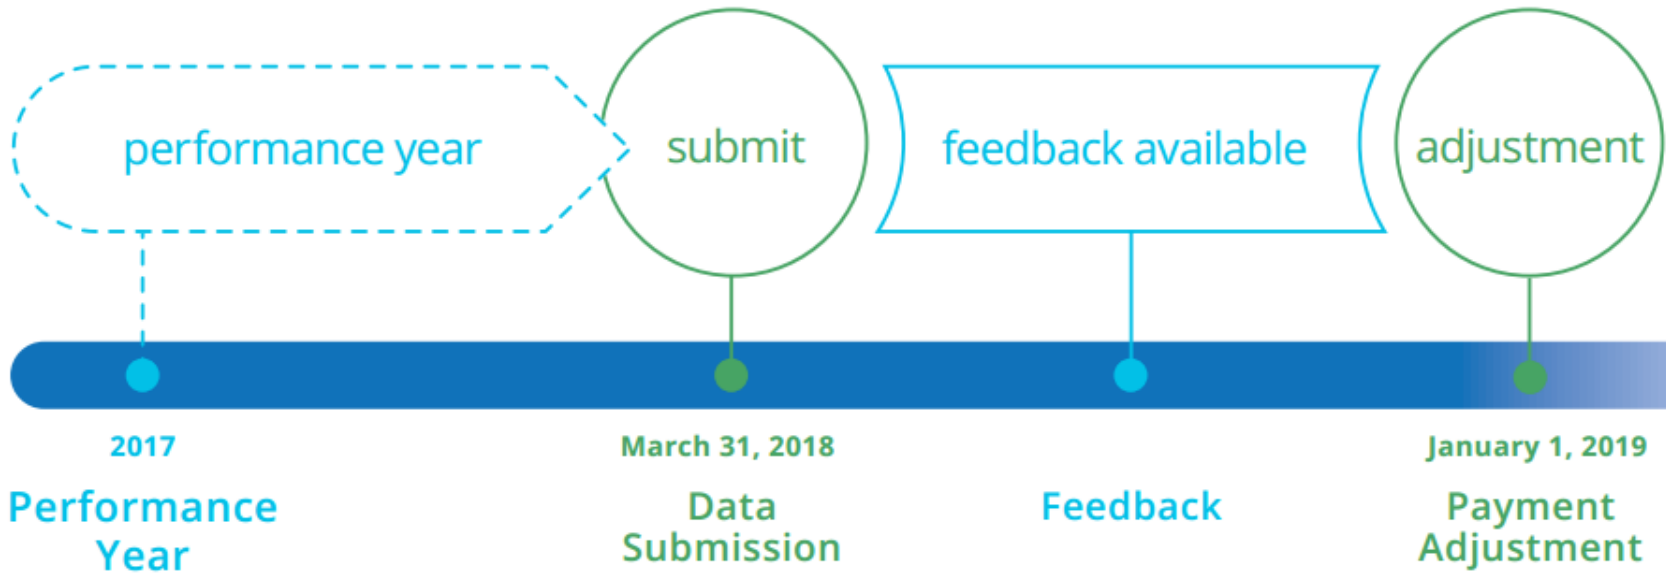 performance year
submit
feedback available
adjustment
2017
March 31, 2018
January 1, 2019
Performance
Year
Data
Submission
Feedback
Payment
Adjustment